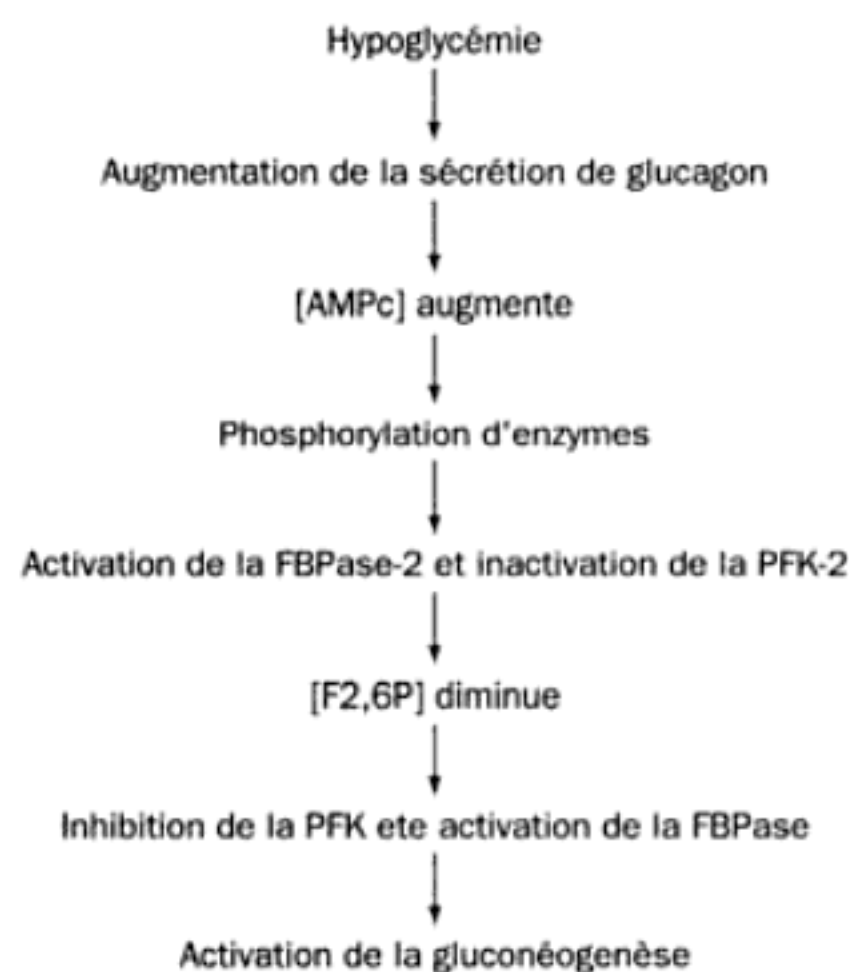 Hypoglycémie
Augmentation de la sécrétion de glucagon
[AMPc] augmente
Phosphorylation d'enzymes
Activation de la FBPase-2 et inactivation de la PFK-2
[F2,6P] diminue
Inhibition de la PFK ete activation de la FBPase
Activation de la gluconéogenèse